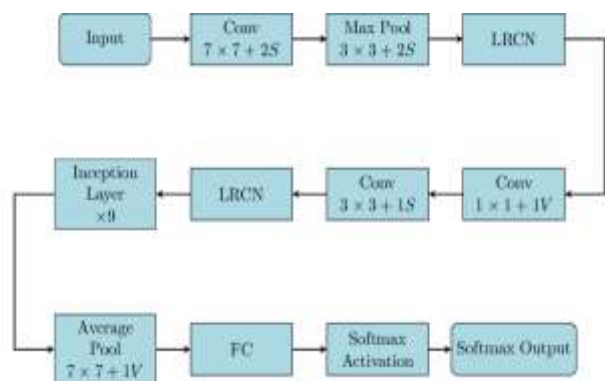 Input
Conv
7 × 7 + 2S
Max Pool
3 × 3 + 2S
LRCN
Conv
1 × 1 + 1V
Conv
3 × 3 + 1S
LRCN
Inception
Layer
×9
Average
Pool
7 × 7 + 1V
FC
Softmax
Activation
Softmax Output